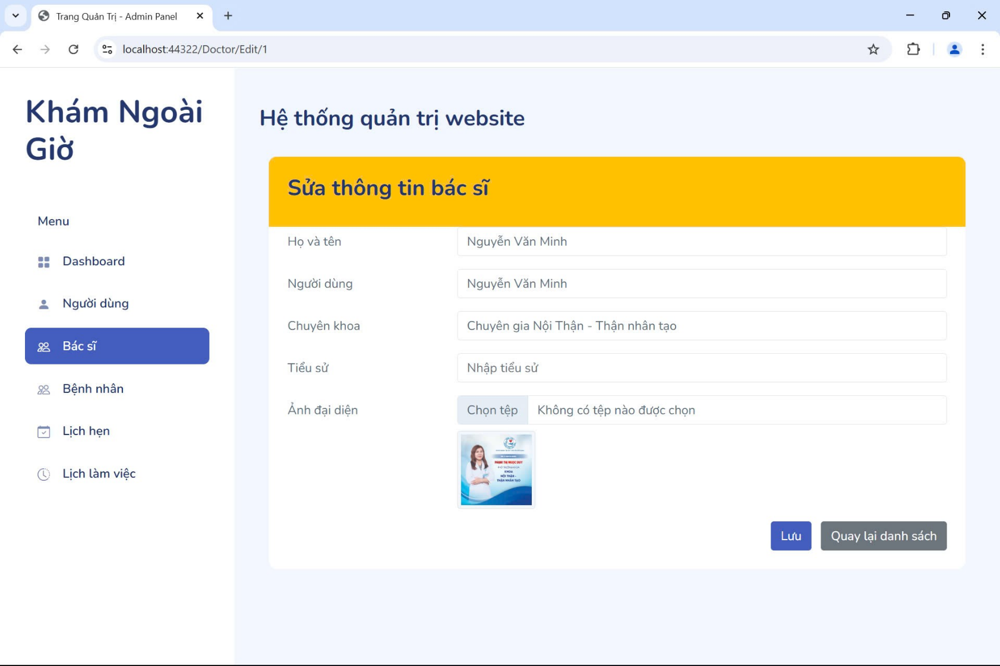 Trang Quản Trị - Admin Panel
localhost:44322/Doctor/Edit/1
Khám Ngoài
Giờ
Menu
Dashboard
Người dùng
Bác sĩ
Bệnh nhân
Lịch hẹn
Lịch làm việc
Hệ thống quản trị website
Sửa thông tin bác sĩ
Họ và tên
Nguyễn Văn Minh
Người dùng
Nguyễn Văn Minh
Chuyên khoa
Chuyên gia Nội Thận - Thận nhân tạo
Tiểu sử
Nhập tiểu sử
Ảnh đại diện
Chọn tệp Không có tệp nào được chọn
PHẠM THỊ NGỌC DUY
KHOA
NỘI THẬN -
THẬN NHÂN TẠO
Lưu
Quay lại danh sách